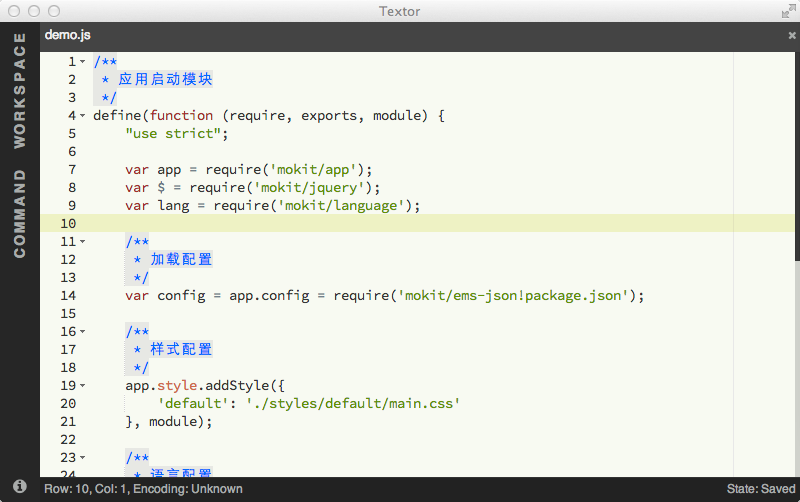 Textor
demo.js
WORKSPACE
COMMAND
1 /**
2  * 应用启动模块
3  */
4 define(function (require, exports, module) {
5     "use strict";
6
7     var app = require('mokit/app');
8     var $ = require('mokit/jquery');
9     var lang = require('mokit/language');
10
11     /**
12      * 加载配置
13      */
14     var config = app.config = require('mokit/ems-json!package.json');
15
16     /**
17      * 样式配置
18      */
19     app.style.addStyle({
20         'default': './styles/default/main.css'
21     }, module);
22
23     /**
24      * 语言配置
Row: 10, Col: 1, Encoding: Unknown
State: Saved